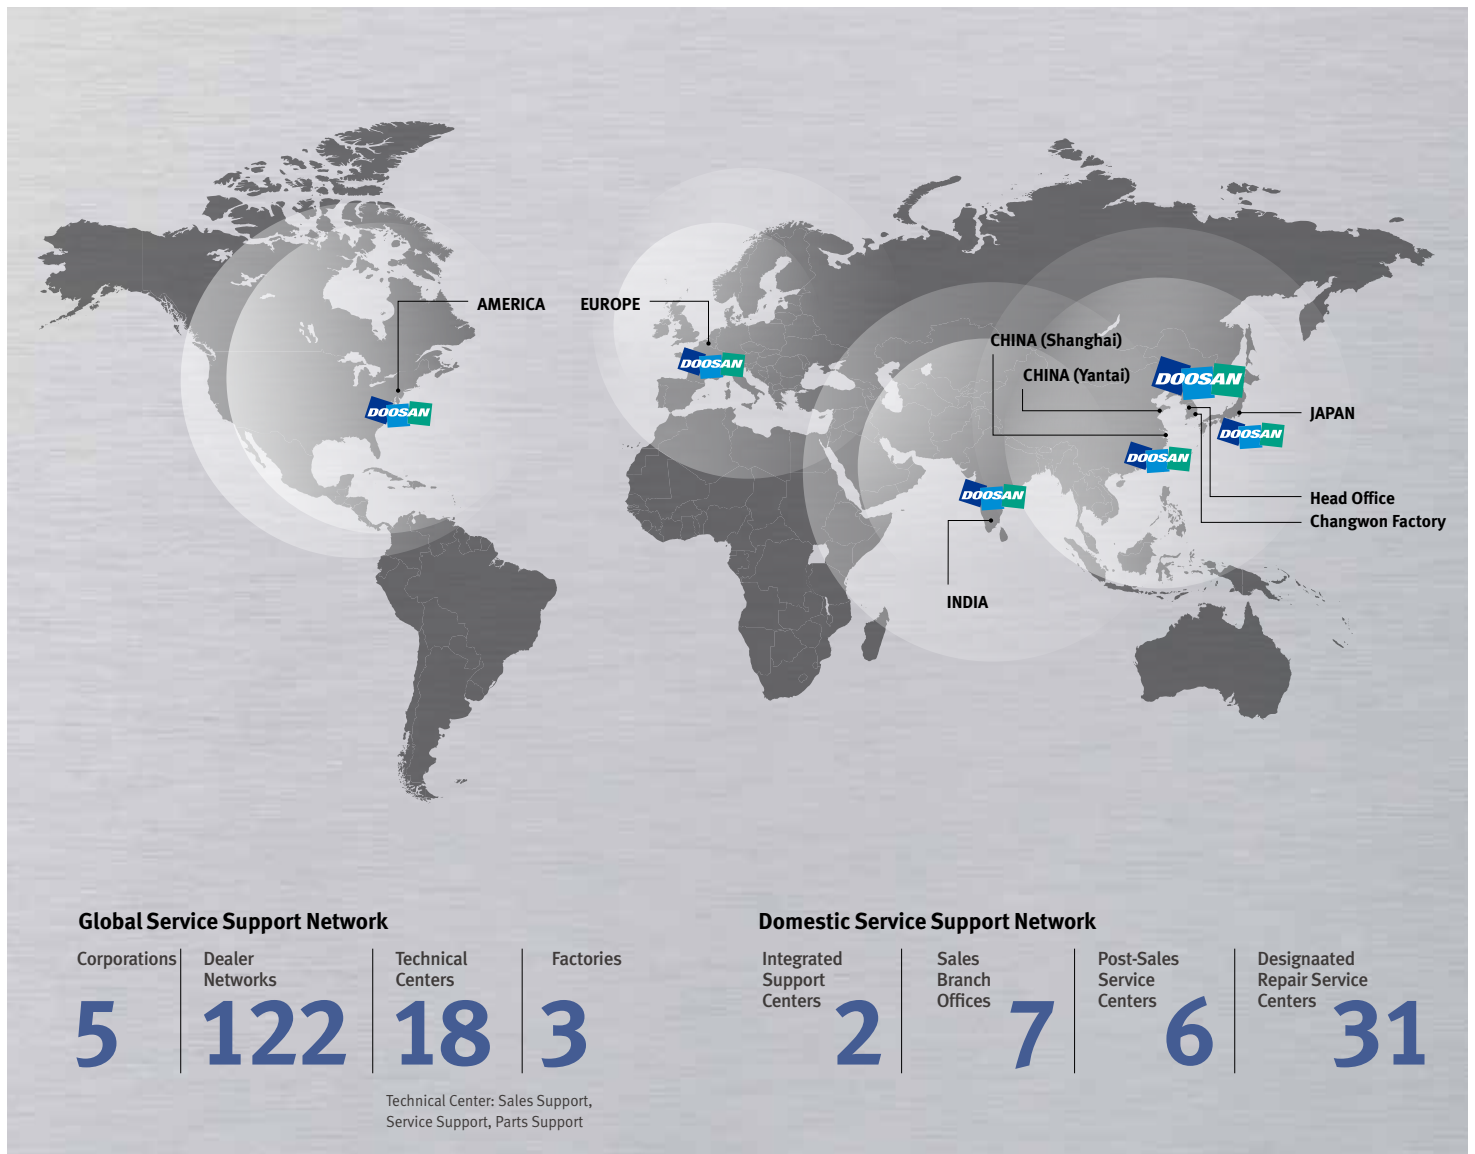 AMERICA
EUROPE
CHINA (Shanghai)
CHINA (Yantai)
DOOSAN
DOOSAN
DOOSAN
JAPAN
DOOSAN
DOOSAN
DOOSAN
Head Office
Changwon Factory
INDIA
Global Service Support Network
Corporations
5
Dealer
Networks
122
Technical
Centers
18
Factories
3
Technical Center: Sales Support,
Service Support, Parts Support
Domestic Service Support Network
Integrated
Support
Centers
2
Sales
Branch
Offices
7
Post-Sales
Service
Centers
6
Designaated
Repair Service
Centers
31